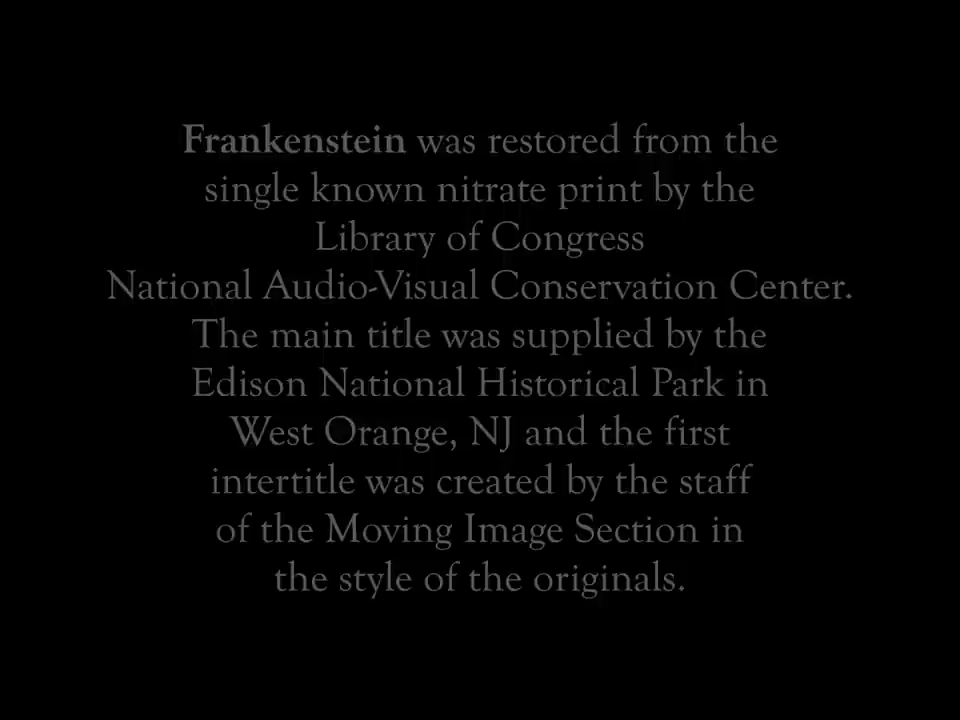 Frankenstein was restored from the
single known nitrate print by the
Library of Congress
National Audio-Visual Conservation Center.
The main title was supplied by the
Edison National Historical Park in
West Orange, NJ and the first
intertitle was created by the staff
of the Moving Image Section in
the style of the originals.